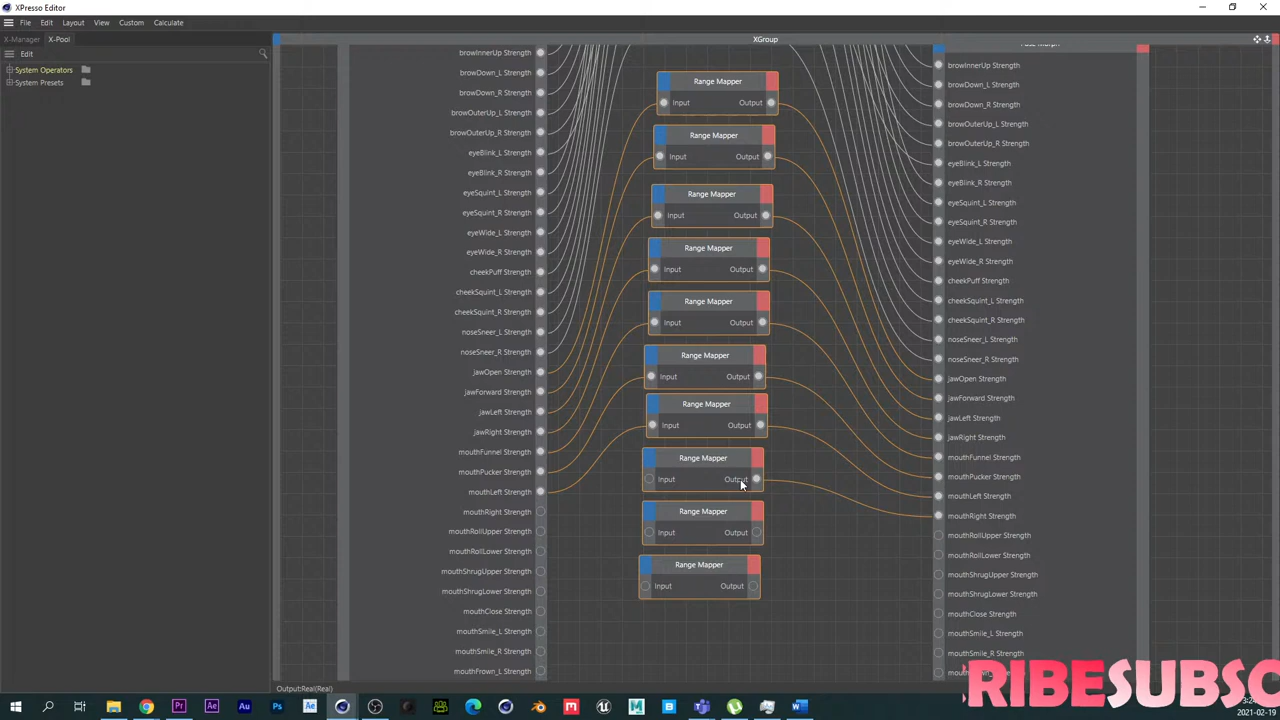 XPresso Editor
File Edit Layout View Custom Calculate
X-Manager X-Pool
Edit
System Operators
System Presets
XGroup
browInnerUp Strength
browDown_L Strength
browDown_R Strength
browOuterUp_L Strength
browOuterUp_R Strength
eyeBlink_L Strength
eyeBlink_R Strength
eyeSquint_L Strength
eyeSquint_R Strength
eyeWide_L Strength
eyeWide_R Strength
cheekPuff Strength
cheekSquint_L Strength
cheekSquint_R Strength
noseSneer_L Strength
noseSneer_R Strength
jawOpen Strength
jawForward Strength
jawLeft Strength
jawRight Strength
mouthFunnel Strength
mouthPucker Strength
mouthLeft Strength
mouthRight Strength
mouthRollUpper Strength
mouthRollLower Strength
mouthShrugUpper Strength
mouthShrugLower Strength
mouthClose Strength
mouthSmile_L Strength
mouthSmile_R Strength
mouthFrown_L Strength
Range Mapper
Input Output
Range Mapper
Input Output
Range Mapper
Input Output
Range Mapper
Input Output
Range Mapper
Input Output
Range Mapper
Input Output
Range Mapper
Input Output
Range Mapper
Input Output
Range Mapper
Input Output
Range Mapper
Input Output
browInnerUp Strength
browDown_L Strength
browDown_R Strength
browOuterUp_L Strength
browOuterUp_R Strength
eyeBlink_L Strength
eyeBlink_R Strength
eyeSquint_L Strength
eyeSquint_R Strength
eyeWide_L Strength
eyeWide_R Strength
cheekPuff Strength
cheekSquint_L Strength
cheekSquint_R Strength
noseSneer_L Strength
noseSneer_R Strength
jawOpen Strength
jawForward Strength
jawLeft Strength
jawRight Strength
mouthFunnel Strength
mouthPucker Strength
mouthLeft Strength
mouthRight Strength
mouthRollUpper Strength
mouthRollLower Strength
mouthShrugUpper Strength
mouthShrugLower Strength
mouthClose Strength
mouthSmile_L Strength
mouthSmile_R Strength
RIBESUBSC
Output:Real(Real)
2021-02-19